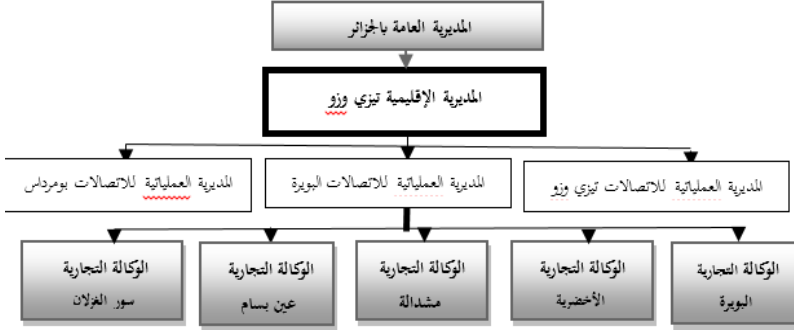 المديرية العامة بالجزائر
المديرية الإقليمية تيزي وزو
المديرية العملياتية للاتصالات تيزي وزو
المديرية العملياتية للاتصالات البويرة
المديرية العملياتية للاتصالات بومرداس
الوكالة التجارية
البويرة
الوكالة التجارية
الأخضرية
الوكالة التجارية
مشدالة
الوكالة التجارية
عين بسام
الوكالة التجارية
سور الغزلان